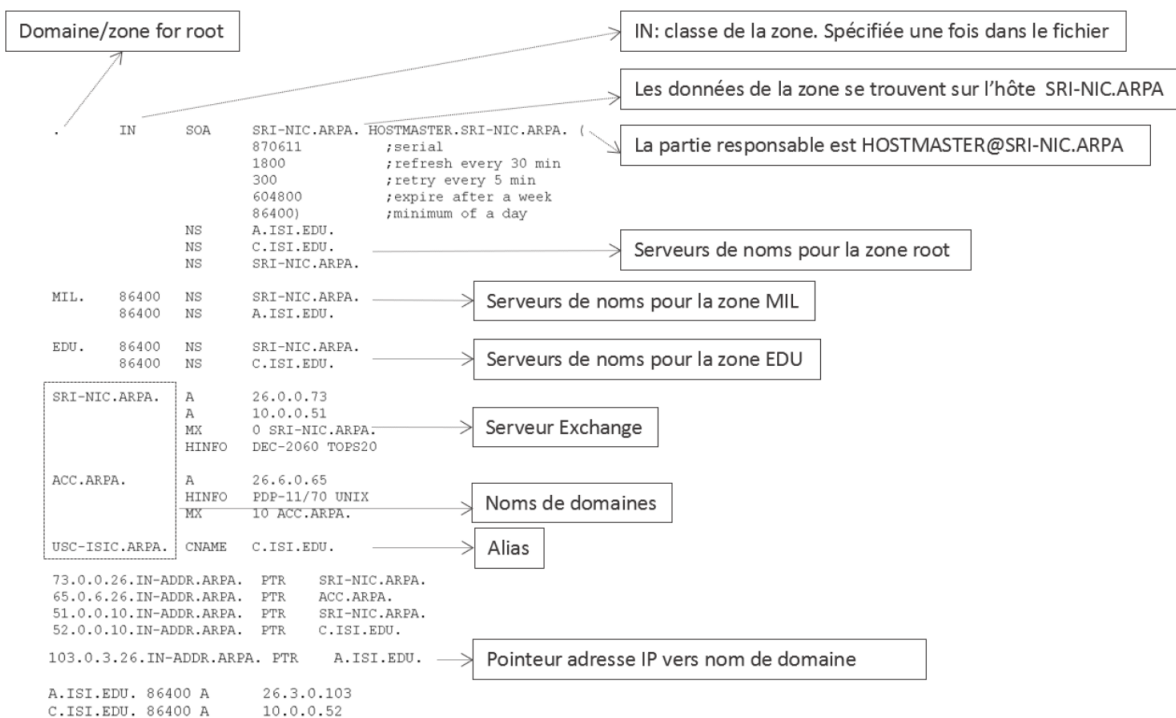 Domaine/zone for root
IN: classe de la zone. Spécifiée une fois dans le fichier
Les données de la zone se trouvent sur l’hôte SRI-NIC.ARPA
. IN SOA SRI-NIC.ARPA. HOSTMASTER.SRI-NIC.ARPA. (
La partie responsable est HOSTMASTER@SRI-NIC.ARPA
870611 ;serial
1800 ;refresh every 30 min
300 ;retry every 5 min
604800 ;expire after a week
86400) ;minimum of a day
NS A.ISI.EDU.
NS C.ISI.EDU.
NS SRI-NIC.ARPA.
Serveurs de noms pour la zone root
MIL. 86400 NS SRI-NIC.ARPA.
86400 NS A.ISI.EDU.
Serveurs de noms pour la zone MIL
EDU. 86400 NS SRI-NIC.ARPA.
86400 NS C.ISI.EDU.
Serveurs de noms pour la zone EDU
SRI-NIC.ARPA. A 26.0.0.73
A 10.0.0.51
MX 0 SRI-NIC.ARPA.
HINFO DEC-2060 TOPS20
Serveur Exchange
ACC.ARPA. A 26.6.0.65
HINFO PDP-11/70 UNIX
MX 10 ACC.ARPA.
Noms de domaines
USC-ISIC.ARPA. CNAME C.ISI.EDU.
Alias
73.0.0.26.IN-ADDR.ARPA. PTR SRI-NIC.ARPA.
65.0.6.26.IN-ADDR.ARPA. PTR ACC.ARPA.
51.0.0.10.IN-ADDR.ARPA. PTR SRI-NIC.ARPA.
52.0.0.10.IN-ADDR.ARPA. PTR C.ISI.EDU.
103.0.3.26.IN-ADDR.ARPA. PTR A.ISI.EDU.
Pointeur adresse IP vers nom de domaine
A.ISI.EDU. 86400 A 26.3.0.103
C.ISI.EDU. 86400 A 10.0.0.52